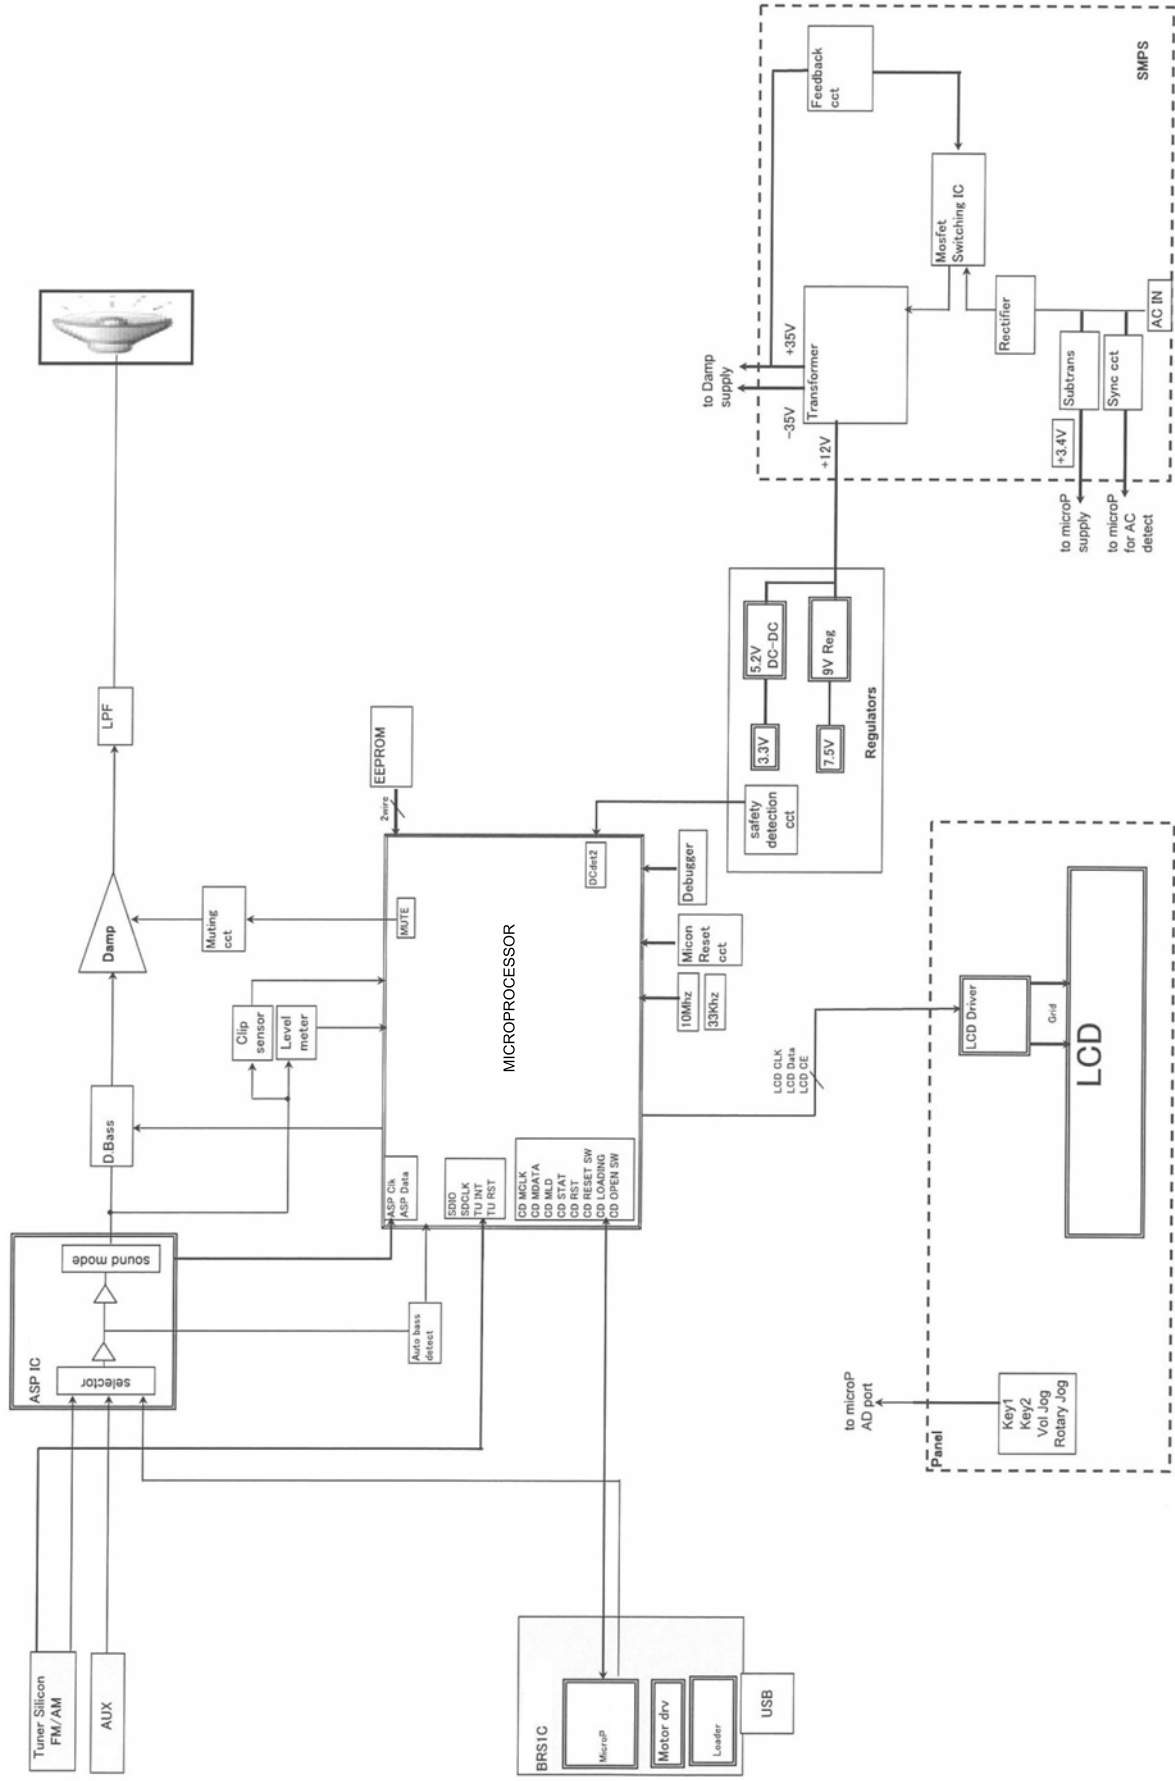 Tuner Silicon
FM/AM
AUX
ASP IC
selector
sound mode
D.Bass
Damp
LPF
Clip
sensor
Level
meter
Muting
cct
Auto bass
detect
EEPROM
2wire
MICROPROCESSOR
ASP Clk
ASP Data
SDIO
SDCLK
TU INT
TU RST
CD MCLK
CD MDATA
CD MLD
CD STAT
CD RST
CD RESET SW
CD LOADING
CD OPEN SW
MUTE
DCdet2
10Mhz
33Khz
Micon
Reset
cct
Debugger
BRS1C
MicroP
Motor drv
Loader
USB
LCD CLK
LCD Data
LCD CE
safety
detection
cct
3.3V
5.2V
DC-DC
7.5V
9V Reg
Regulators
to Damp
supply
-35V
+35V
+12V
Transformer
Feedback
cct
Mosfet
Switching IC
Rectifier
+3.4V
Subtrans
Sync cct
AC IN
SMPS
to microP
supply
to microP
for AC
detect
to microP
AD port
Panel
Key1
Key2
Vol Jog
Rotary Jog
LCD Driver
Grid
LCD